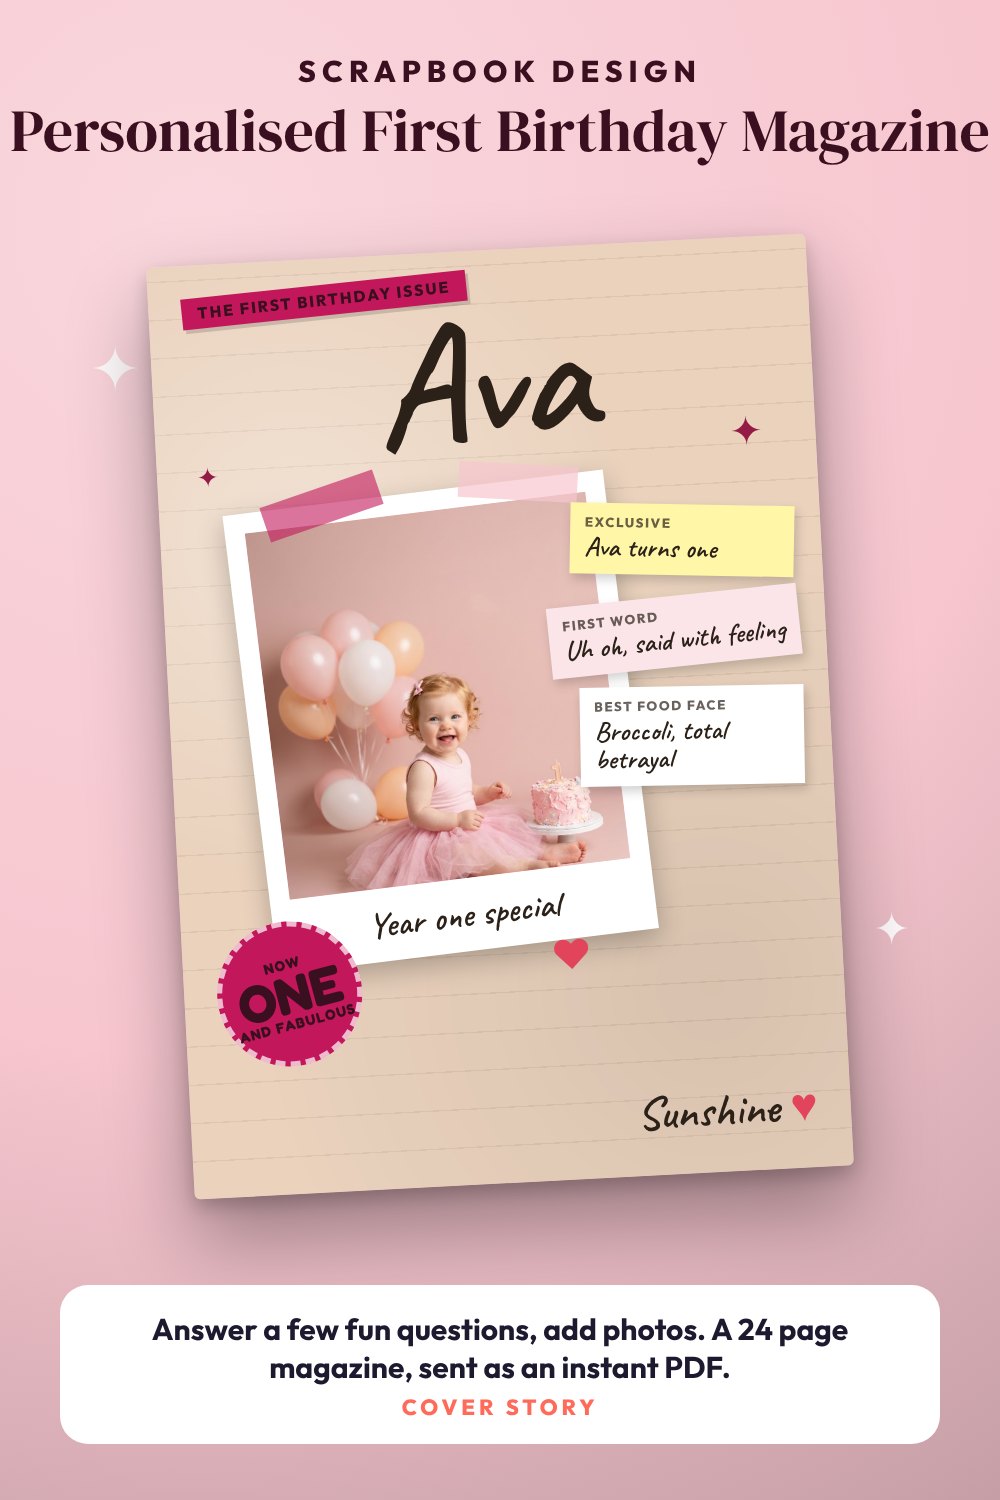 SCRAPBOOK DESIGN
Personalised First Birthday Magazine
THE FIRST BIRTHDAY ISSUE
Ava
EXCLUSIVE
Ava turns one
FIRST WORD
Uh oh, said with feeling
BEST FOOD FACE
Broccoli, total
betrayal
Year one special
NOW
ONE
AND FABULOUS
Sunshine
Answer a few fun questions, add photos. A 24 page
magazine, sent as an instant PDF.
COVER STORY